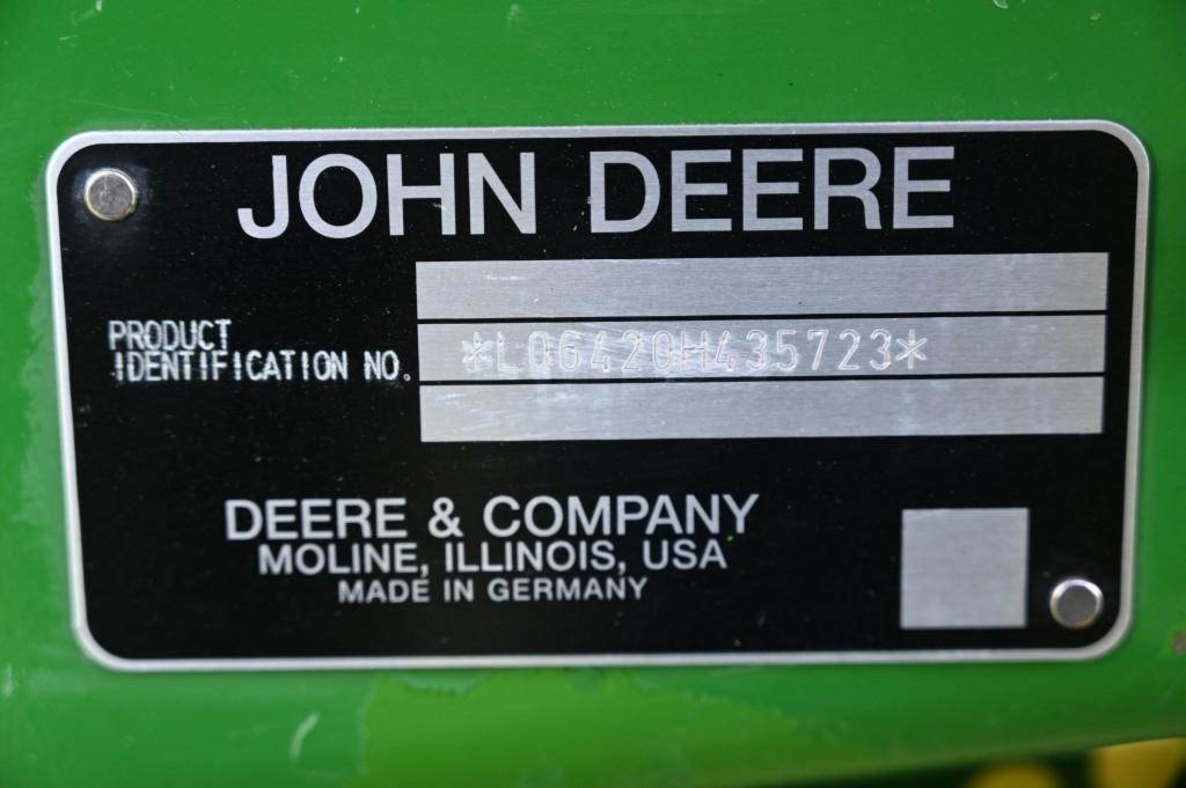 JOHN DEERE
PRODUCT
IDENTIFICATION NO.
*L06420H435723*
DEERE & COMPANY
MOLINE, ILLINOIS, USA
MADE IN GERMANY